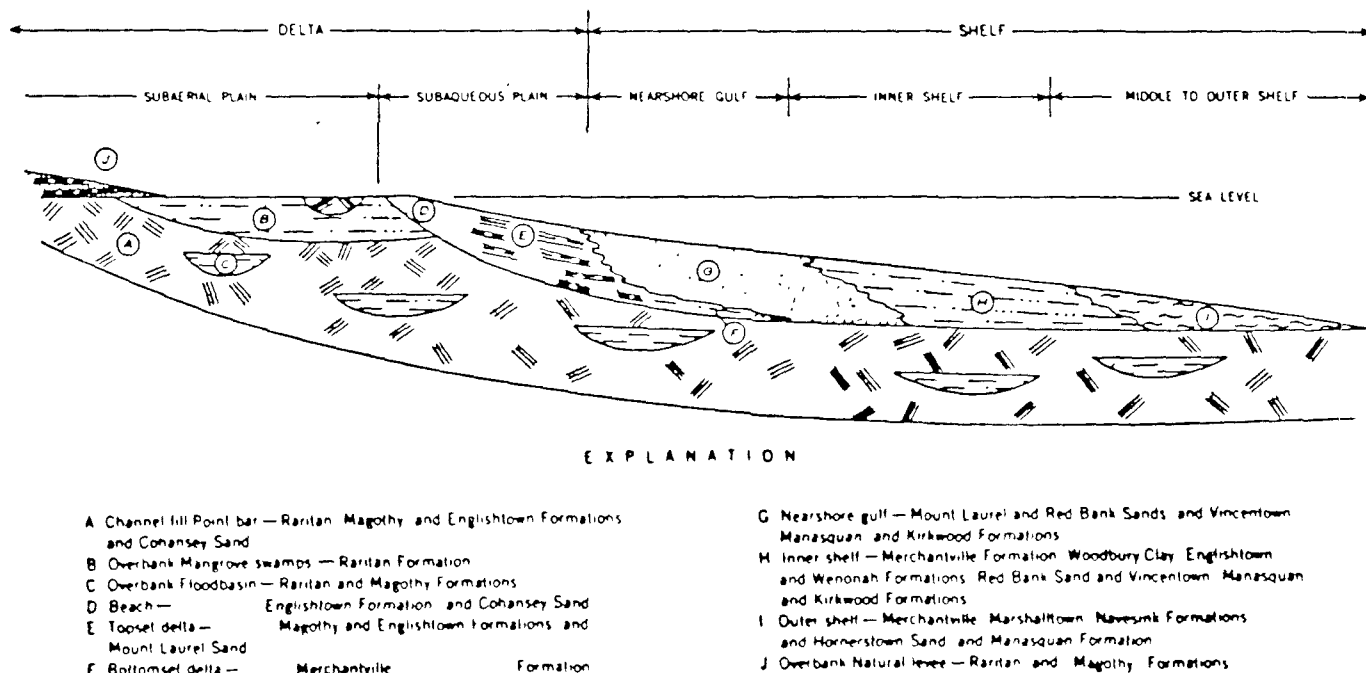 DELTA
SHELF
SUBAERIAL PLAIN
SUBAQUEOUS PLAIN
NEARSHORE GULF
INNER SHELF
MIDDLE TO OUTER SHELF
J
SEA LEVEL
B
D
A
E
C
G
H
F
I
EXPLANATION
A Channel fill Point bar — Raritan Magothy and Englishtown Formations
and Cohansey Sand
B Overbank Mangrove swamps — Raritan Formation
C Overbank Floodbasin — Raritan and Magothy Formations
D Beach — Englishtown Formation and Cohansey Sand
E Topset delta — Magothy and Englishtown Formations and
Mount Laurel Sand
F Bottomset delta — Merchantville Formation
G Nearshore gulf — Mount Laurel and Red Bank Sands and Vincentown
Manasquan and Kirkwood Formations
H Inner shelf — Merchantville Formation Woodbury Clay Englishtown
and Wenonah Formations Red Bank Sand and Vincentown Manasquan
and Kirkwood Formations
I Outer shelf — Merchantville Marshalltown Navesink Formations
and Hornerstown Sand and Manasquan Formation
J Overbank Natural levee — Raritan and Magothy Formations